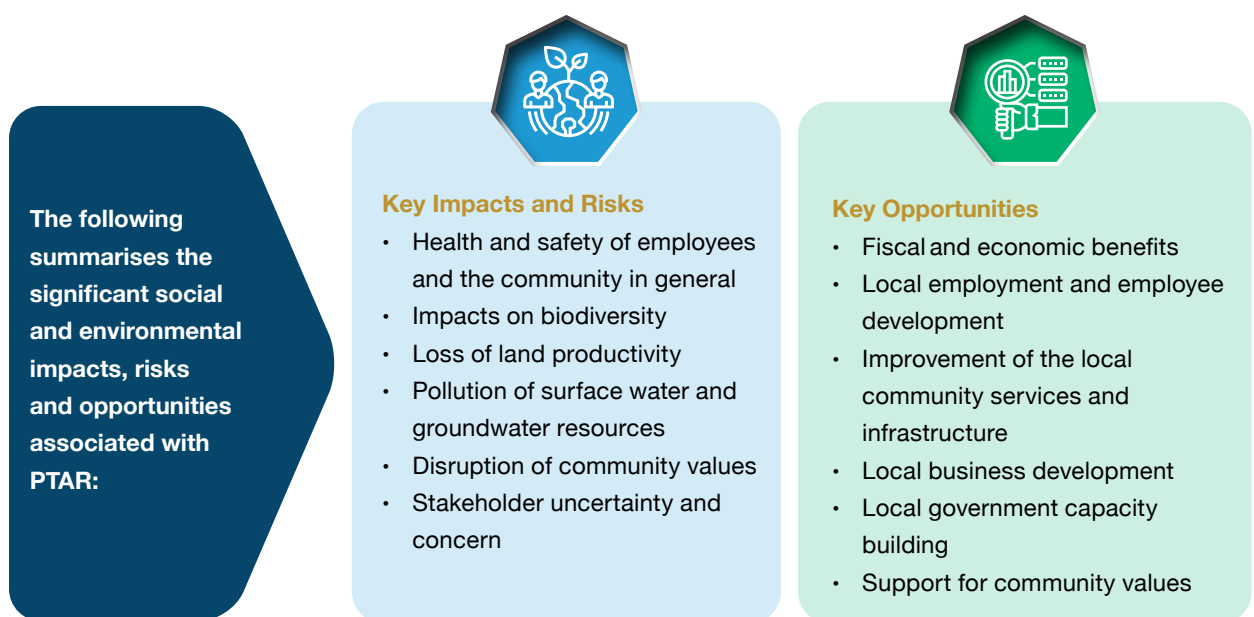 The following
summarises the
significant social
and environmental
impacts, risks
and opportunities
associated with
PTAR:
Key Impacts and Risks
• Health and safety of employees
and the community in general
• Impacts on biodiversity
• Loss of land productivity
• Pollution of surface water and
groundwater resources
• Disruption of community values
• Stakeholder uncertainty and
concern
Key Opportunities
• Fiscal and economic benefits
• Local employment and employee
development
• Improvement of the local
community services and
infrastructure
• Local business development
• Local government capacity
building
• Support for community values